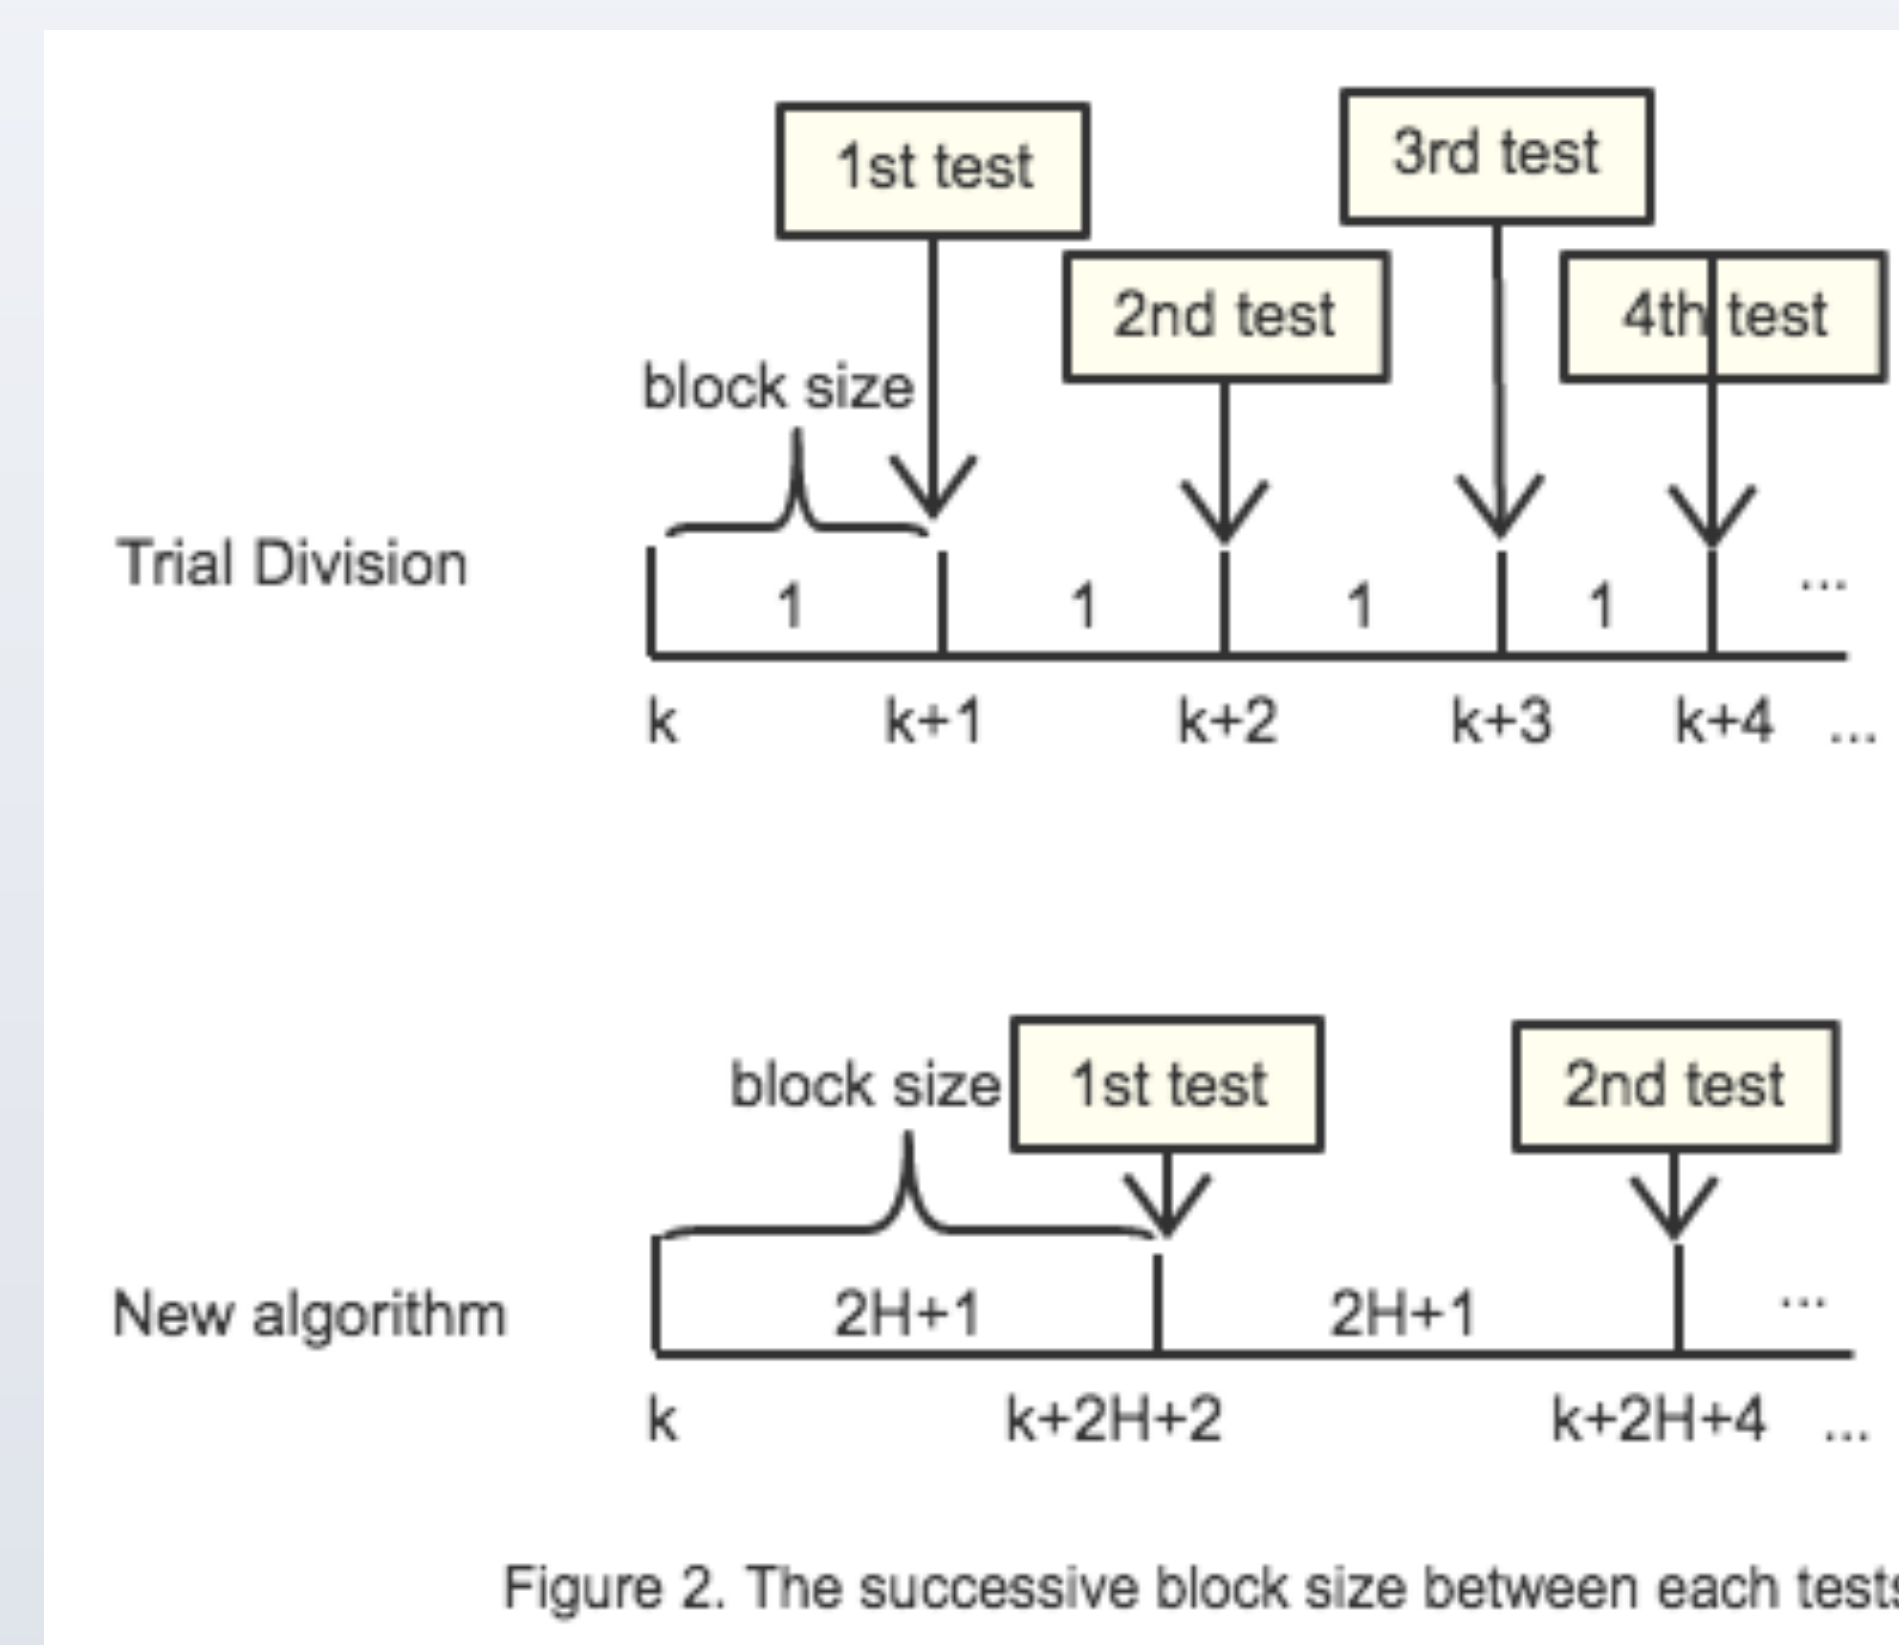 1st test
3rd test
2nd test
4th test
block size
Trial Division
1 1 1 1 ...
k k+1 k+2 k+3 k+4 ...
block size
1st test
2nd test
New algorithm
2H+1 2H+1 ...
k k+2H+2 k+2H+4 ...
Figure 2. The successive block size between each tests